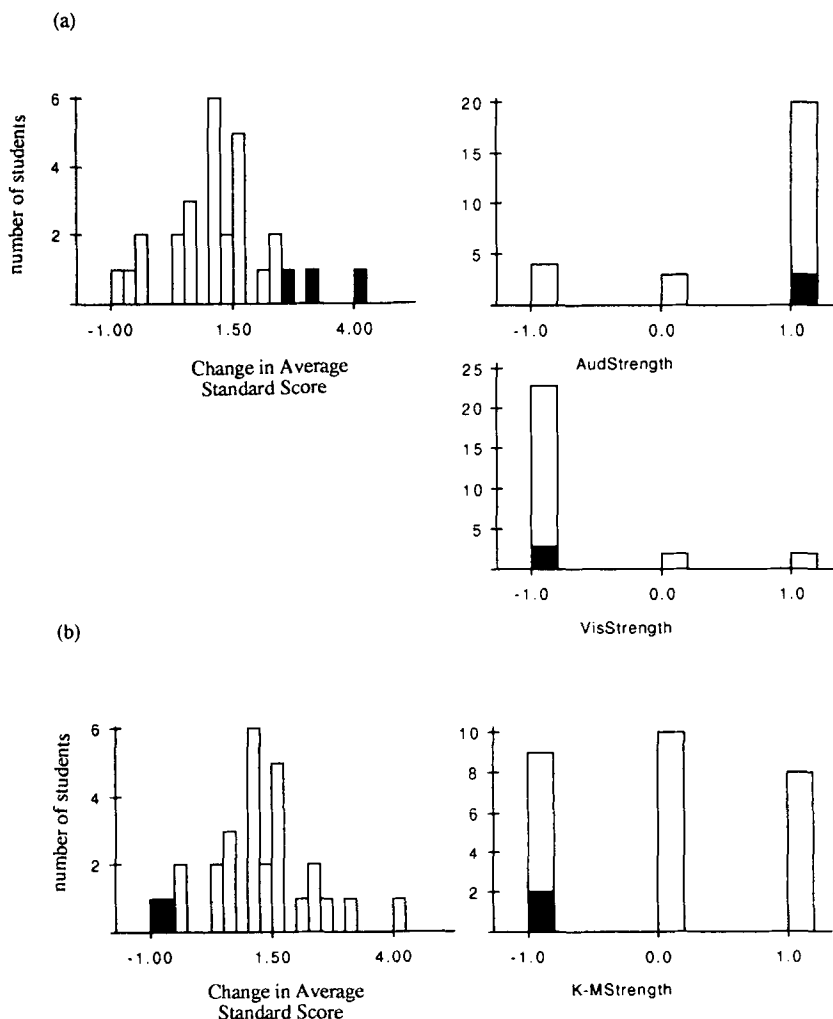 (a)
number of students
6
4
2
-1.00 1.50 4.00
Change in Average
Standard Score
20
15
10
5
-1.0 0.0 1.0
AudStrength
25
20
15
10
5
-1.0 0.0 1.0
VisStrength
(b)
number of students
6
4
2
-1.00 1.50 4.00
Change in Average
Standard Score
10
8
6
4
2
-1.0 0.0 1.0
K-MStrength